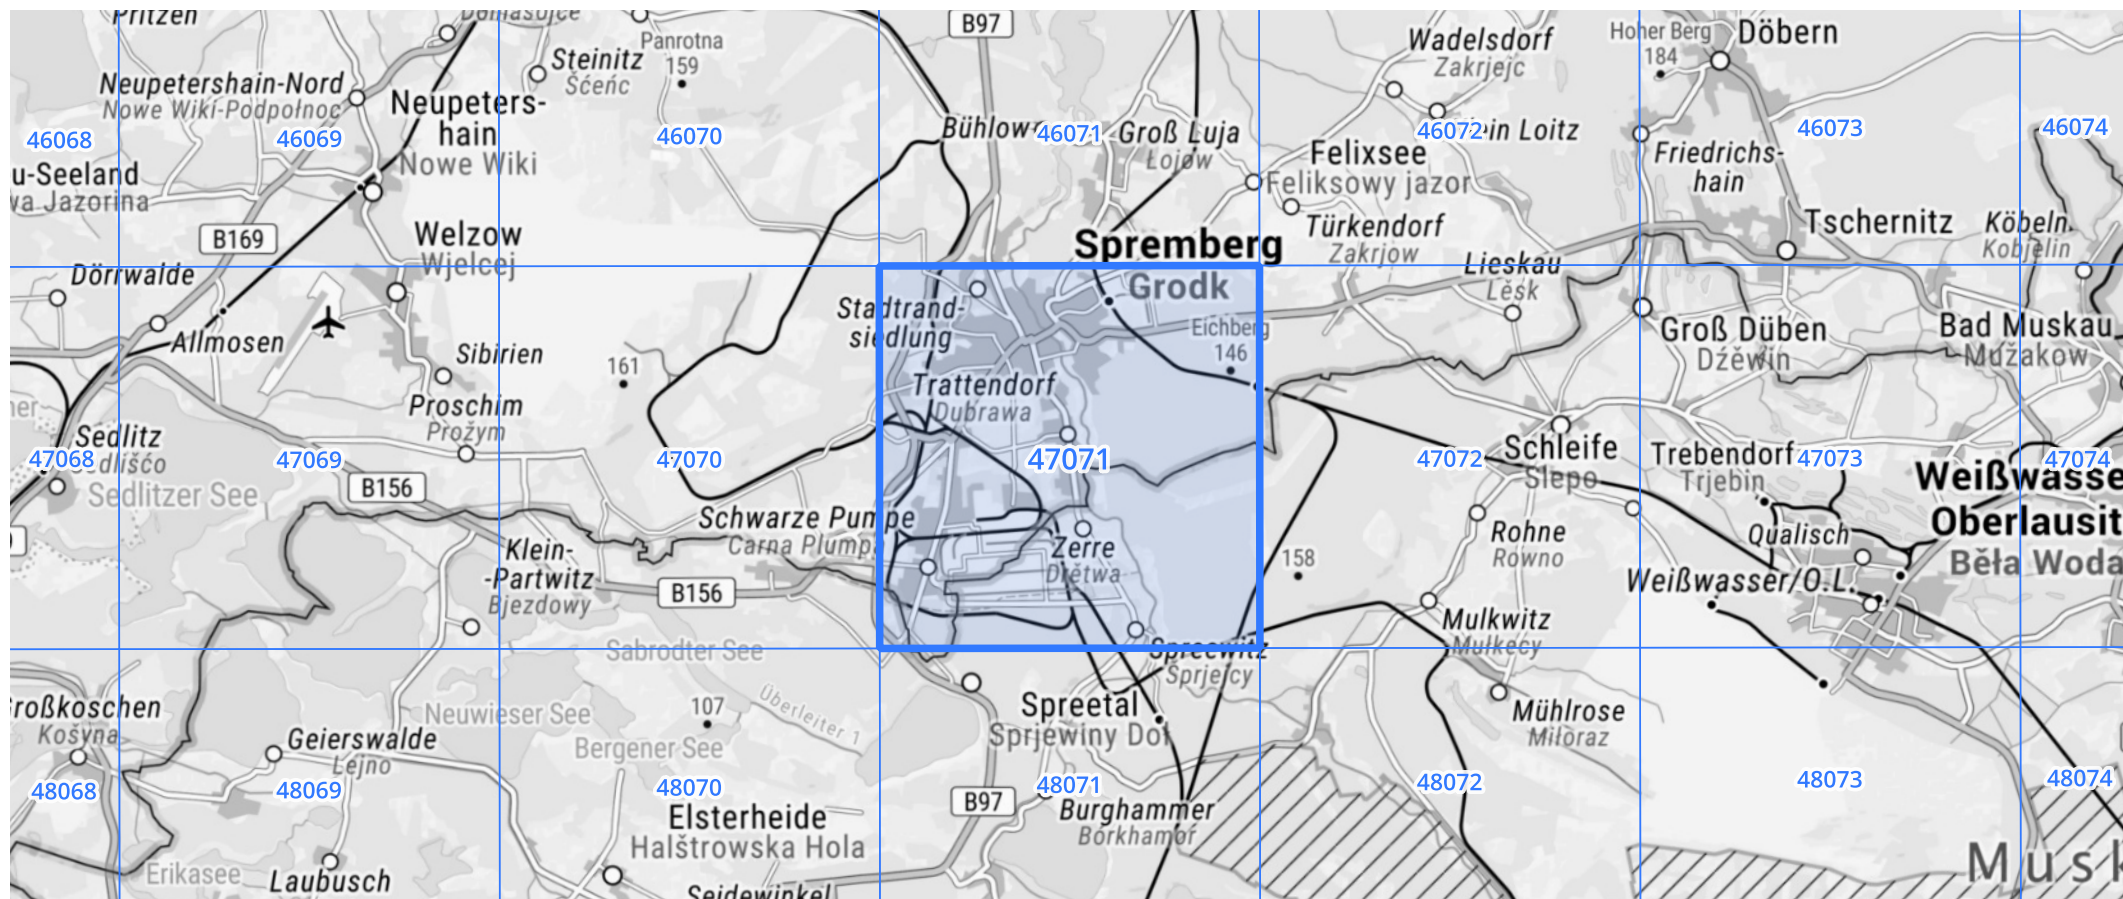 Pritzen
Domašojce
B97
Steinitz
Šćeńc
Panrotna
159
Wadelsdorf
Zakrjejc
Hoher Berg
184
Döbern
Neupetershain-Nord
Nowe Wiki-Podpołnoc
Neupeters-
hain
Nowe Wiki
46068
46069
46070
Bühlow
46071
Groß Luja
Łojow
46072
Klein Loitz
46073
46074
Felixsee
Feliksowy jazor
Friedrichs-
hain
u-Seeland
wa Jazorina
B169
Welzow
Wjelcej
Türkendorf
Zakrjow
Tschernitz
Köbeln
Kobjelin
Spremberg
Grodk
Lieskau
Lěsk
Dörrwalde
Stadtrand-
siedlung
Eichberg
146
Allmosen
Sibirien
161
Groß Düben
Dźěwin
Bad Muskau
Mužakow
Trattendorf
Dubrawa
Proschim
Prožym
Sedlitz
dlišćo
47068
47069
47070
47071
47072
47073
47074
Schleife
Slepo
Trebendorf
Trjebin
Weißwasse
Oberlausit
Běła Woda
Sedlitzer See
B156
Schwarze Pumpe
Carna Plumpa
Klein-
-Partwitz
Bjezdowy
B156
Zerre
Drětwa
158
Rohne
Rowno
Qualisch
Weißwasser/O.L.
Mulkwitz
Mulkecy
Sabrodter See
Spreewitz
Sprjejcy
Großkoschen
Košyna
Neuwieser See
107
Überleiter 1
Bergener See
Spreetal
Sprjewiny Doł
Mühlrose
Miłoraz
Geierswalde
Lejno
48068
48069
48070
48071
48072
48073
48074
Elsterheide
Halštrowska Hola
B97
Burghammer
Bórkhamor
Erikasee
Laubusch
Seidewinkel
Musk